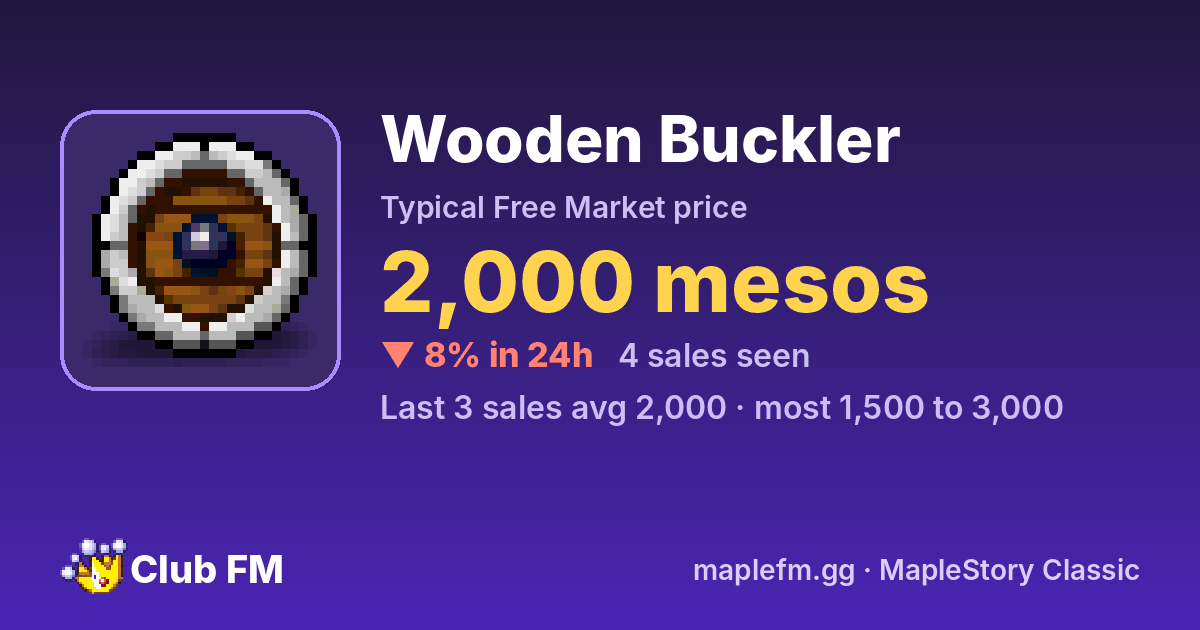 Wooden Buckler
Typical Free Market price
2,000 mesos
▼ 8% in 24h 4 sales seen
Last 3 sales avg 2,000 · most 1,500 to 3,000
Club FM
maplefm.gg · MapleStory Classic